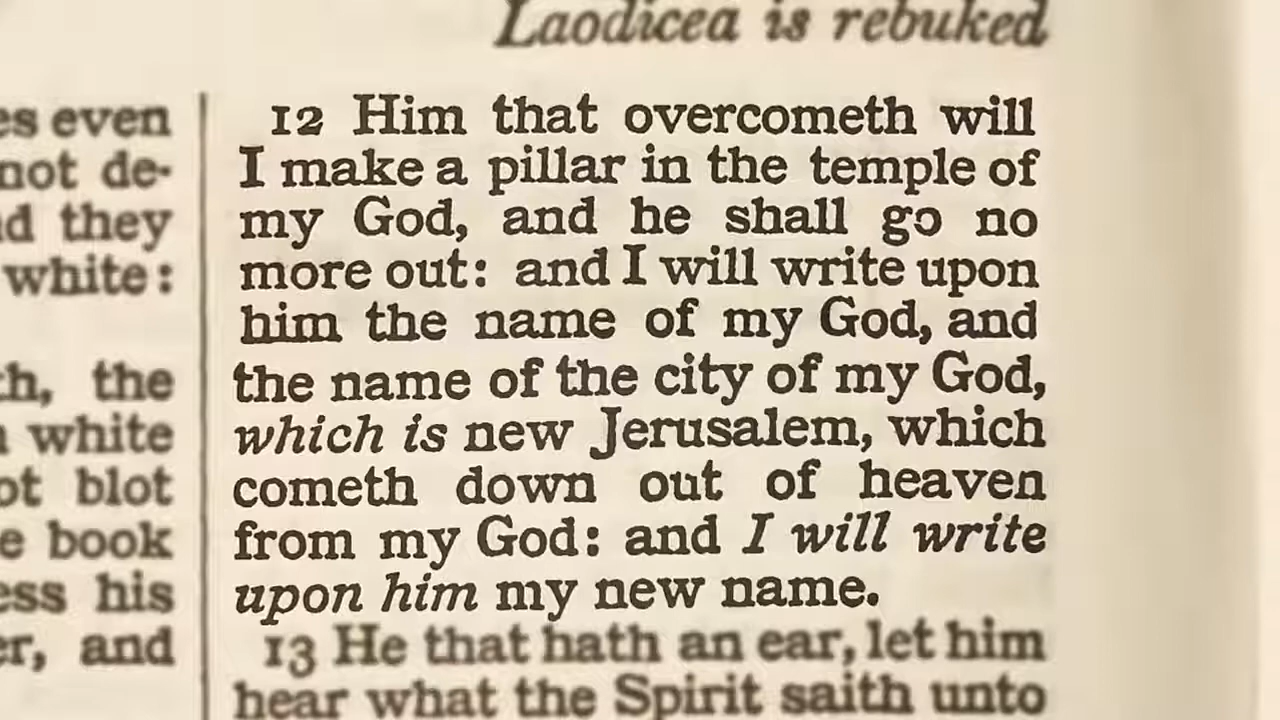 Laodicea is rebuked
es even
not de-
d they
white:
h, the
white
ot blot
e book
ess his
er, and
12 Him that overcometh will
I make a pillar in the temple of
my God, and he shall go no
more out: and I will write upon
him the name of my God, and
the name of the city of my God,
which is new Jerusalem, which
cometh down out of heaven
from my God: and I will write
upon him my new name.
13 He that hath an ear, let him
hear what the Spirit saith unto